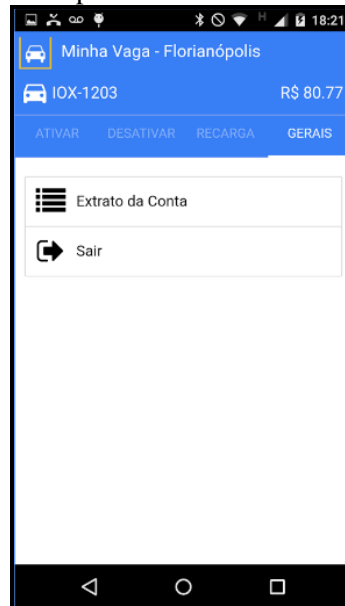 H 18:21
Minha Vaga - Florianópolis
IOX-1203 R$ 80.77
ATIVAR DESATIVAR RECARGA GERAIS
Extrato da Conta
Sair